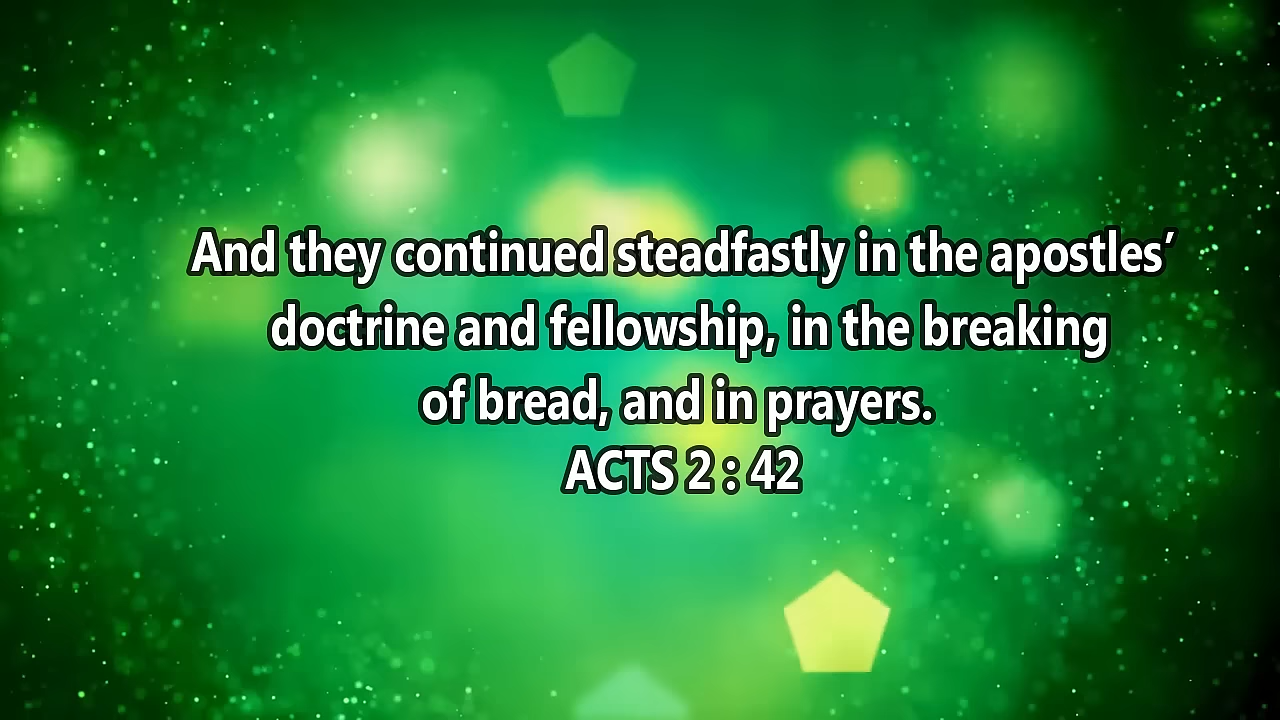 And they continued steadfastly in the apostles’
doctrine and fellowship, in the breaking
of bread, and in prayers.
ACTS 2 : 42